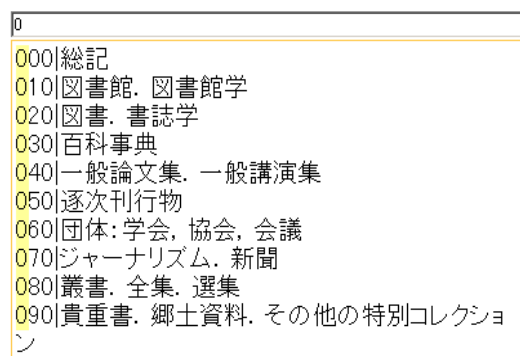 0
000|総記
010|図書館. 図書館学
020|図書. 書誌学
030|百科事典
040|一般論文集. 一般講演集
050|逐次刊行物
060|団体: 学会, 協会, 会議
070|ジャーナリズム. 新聞
080|叢書. 全集. 選集
090|貴重書. 郷土資料. その他の特別コレクショ
ン